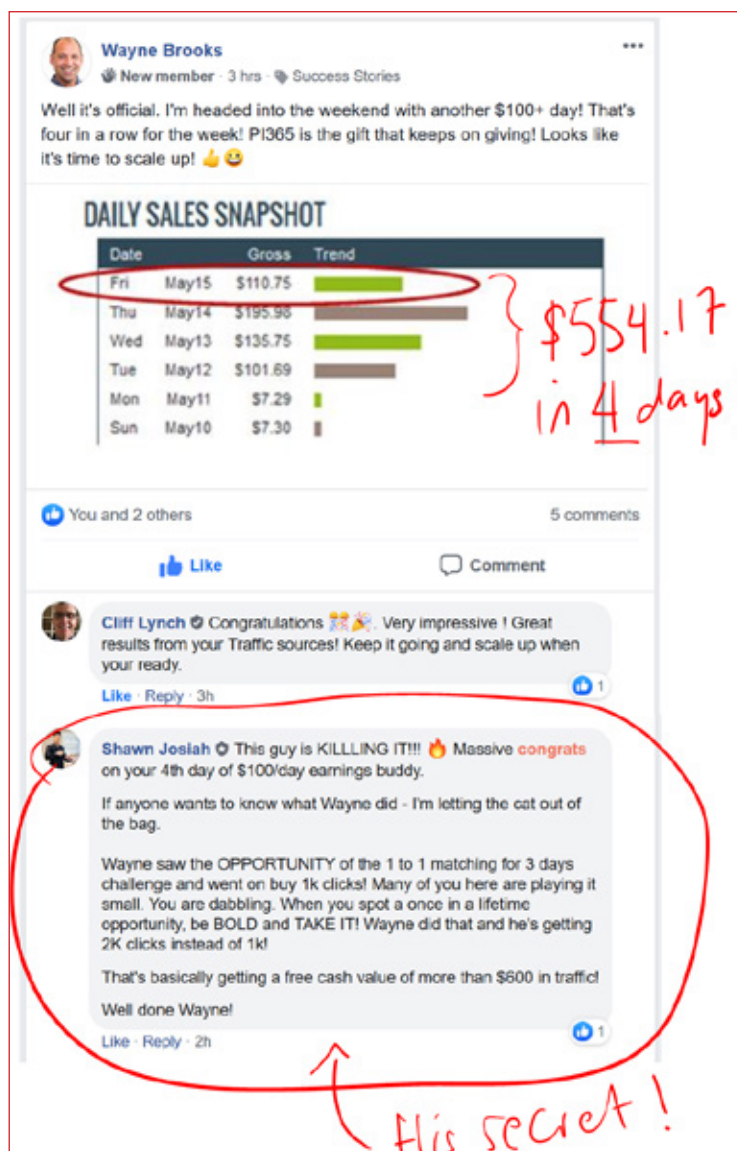 Wayne Brooks
New member · 3 hrs · Success Stories
Well it's official. I'm headed into the weekend with another $100+ day! That's
four in a row for the week! PI365 is the gift that keeps on giving! Looks like
it's time to scale up! 👍😀
DAILY SALES SNAPSHOT
Date Gross Trend
Fri May15 $110.75
Thu May14 $195.98
Wed May13 $135.75
Tue May12 $101.69
Mon May11 $7.29
Sun May10 $7.30
$554.17
in 4 days
You and 2 others 5 comments
Like Comment
Cliff Lynch Congratulations 🎊🎉. Very impressive ! Great
results from your Traffic sources! Keep it going and scale up when
your ready.
Like · Reply · 3h 1
Shawn Josiah This guy is KILLLING IT!!! 🔥 Massive congrats
on your 4th day of $100/day earnings buddy.
If anyone wants to know what Wayne did - I'm letting the cat out of
the bag.
Wayne saw the OPPORTUNITY of the 1 to 1 matching for 3 days
challenge and went on buy 1k clicks! Many of you here are playing it
small. You are dabbling. When you spot a once in a lifetime
opportunity, be BOLD and TAKE IT! Wayne did that and he's getting
2K clicks instead of 1k!
That's basically getting a free cash value of more than $600 in traffic!
Well done Wayne!
Like · Reply · 2h 1
His secret!